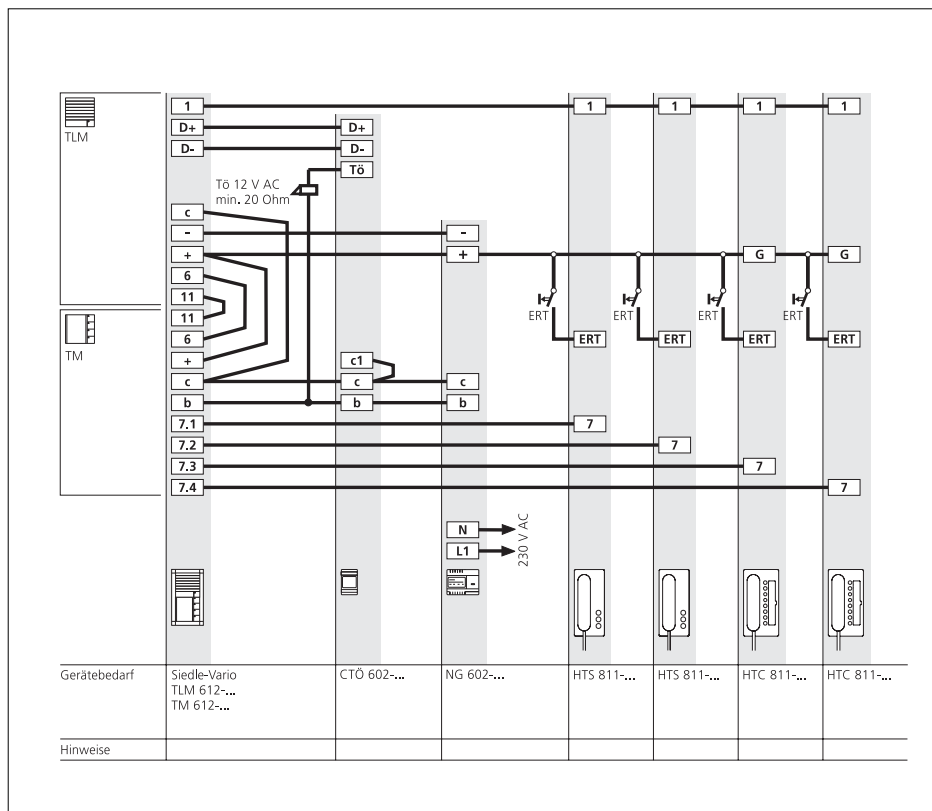 1 1 1 1 1
TLM
D+ D+
D- D-
Tö
Tö 12 V AC
min. 20 Ohm
c
- -
+ + G G
6
11
ERT ERT ERT ERT
11
TM
6 ERT ERT ERT ERT
+ c1
c c c
b b b
7.1 7
7.2 7
7.3 7
7.4 7
N
L1
230 V AC
Gerätebedarf Siedle-Vario CTÖ 602-... NG 602-... HTS 811-... HTS 811-... HTC 811-... HTC 811-...
TLM 612-...
TM 612-...
Hinweise